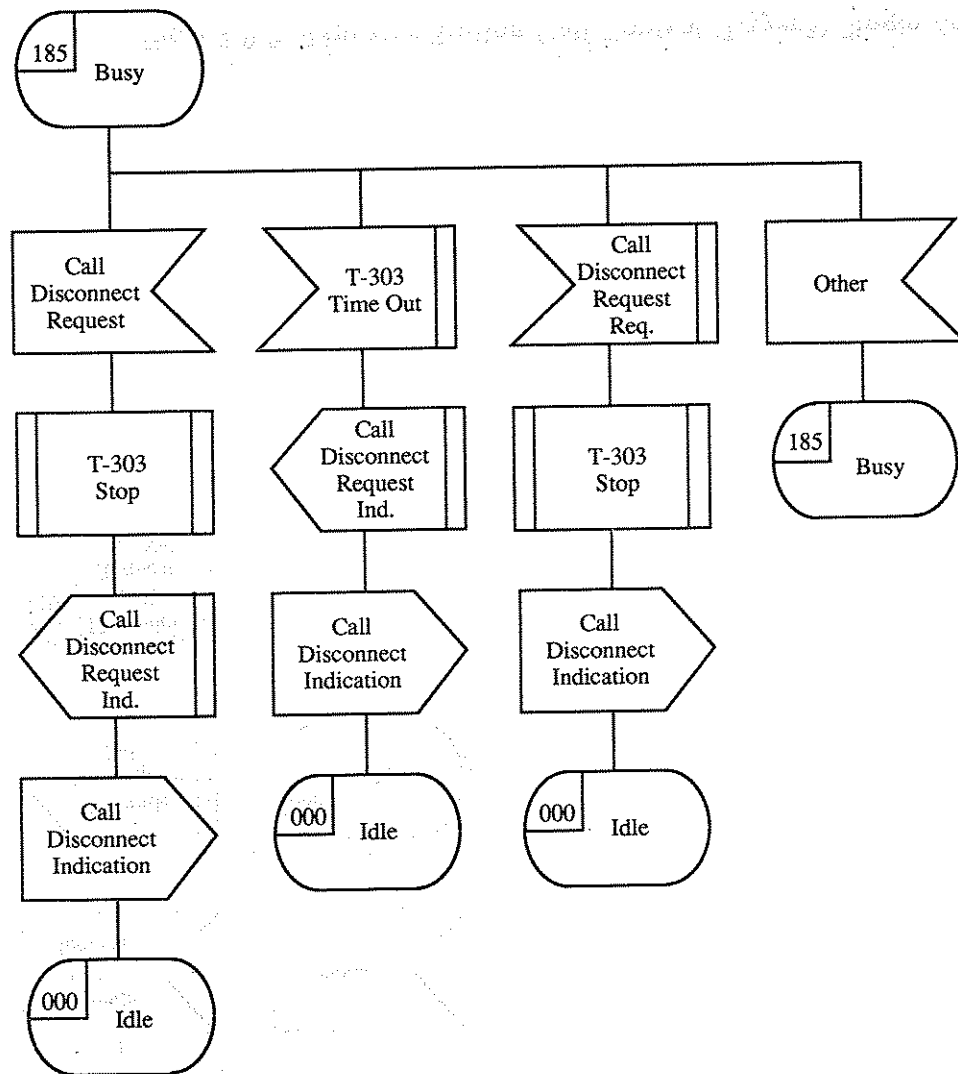 185
Busy
Call
Disconnect
Request
T-303
Time Out
Call
Disconnect
Request
Req.
Other
T-303
Stop
Call
Disconnect
Request
Ind.
T-303
Stop
185
Busy
Call
Disconnect
Request
Ind.
Call
Disconnect
Indication
Call
Disconnect
Indication
Call
Disconnect
Indication
000
Idle
000
Idle
000
Idle